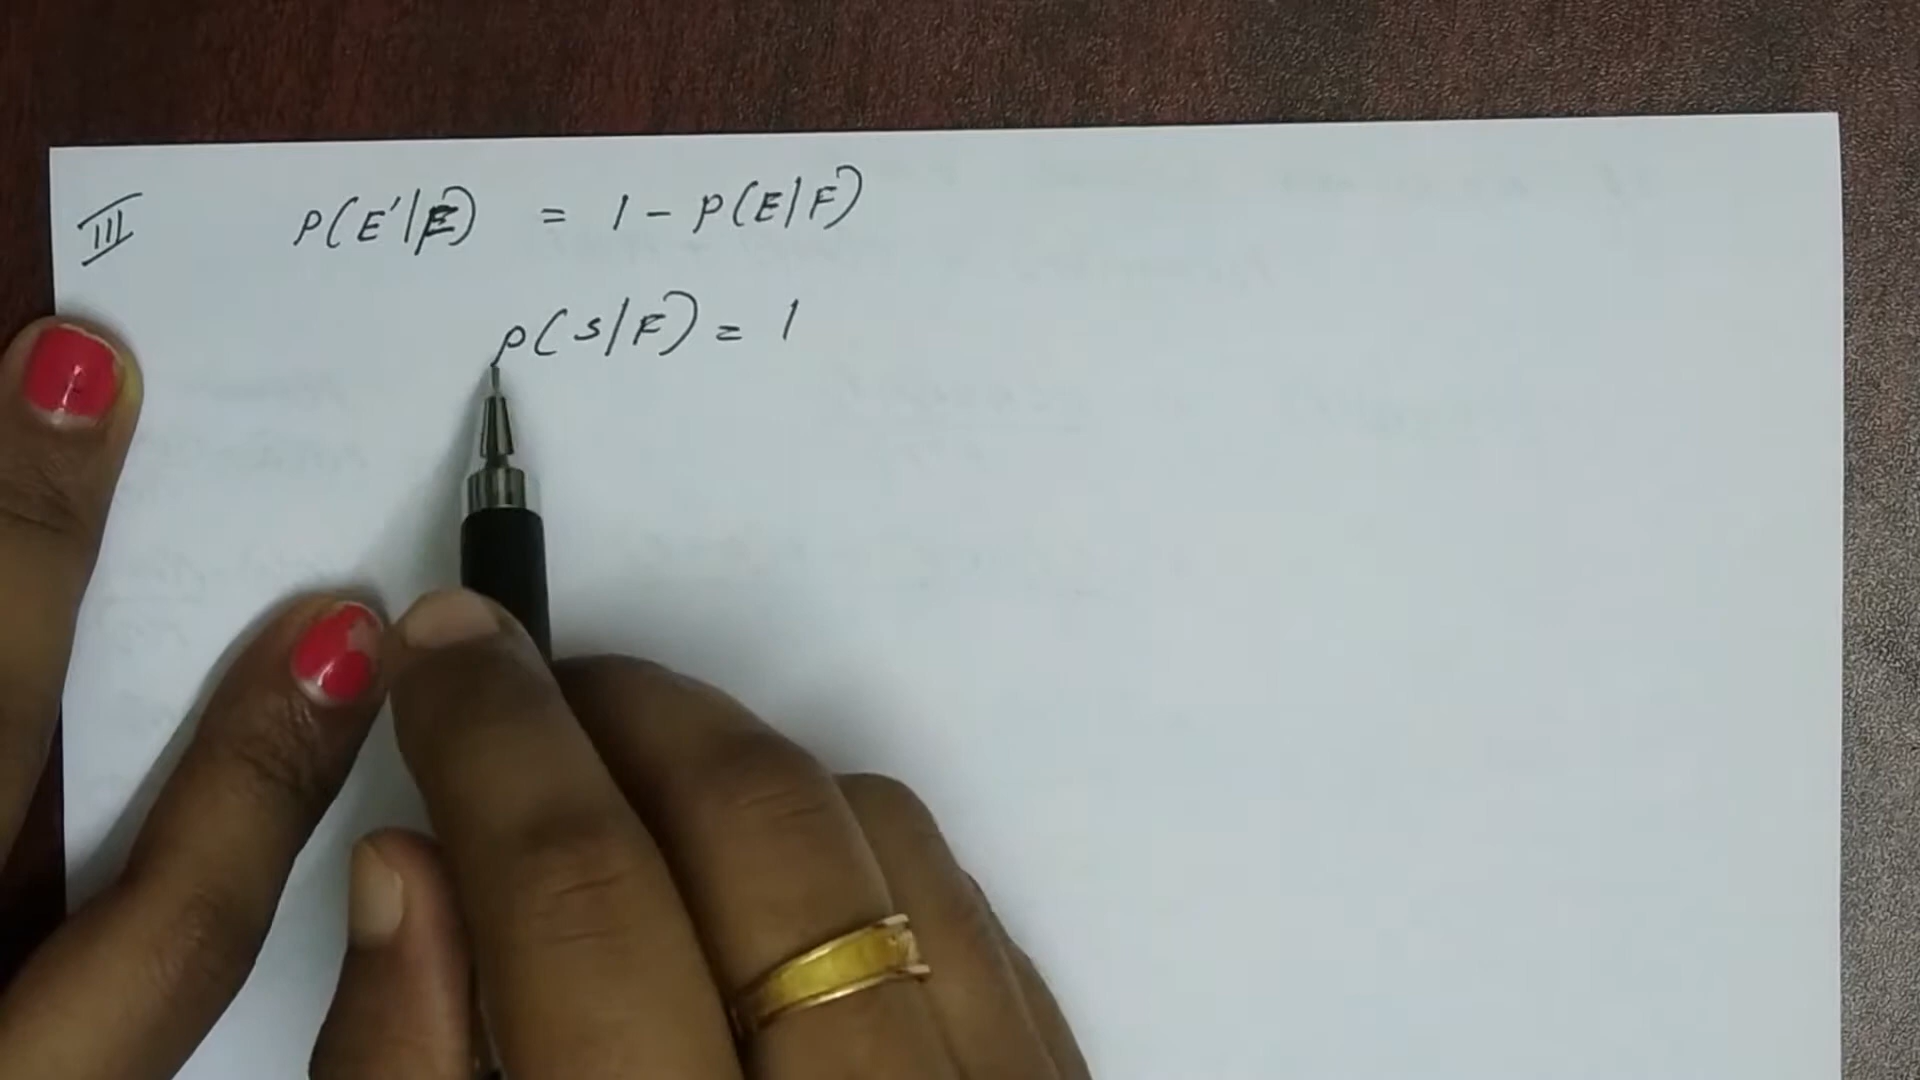 III P(E'|F) = 1 - P(E|F)
P(S|F) = 1